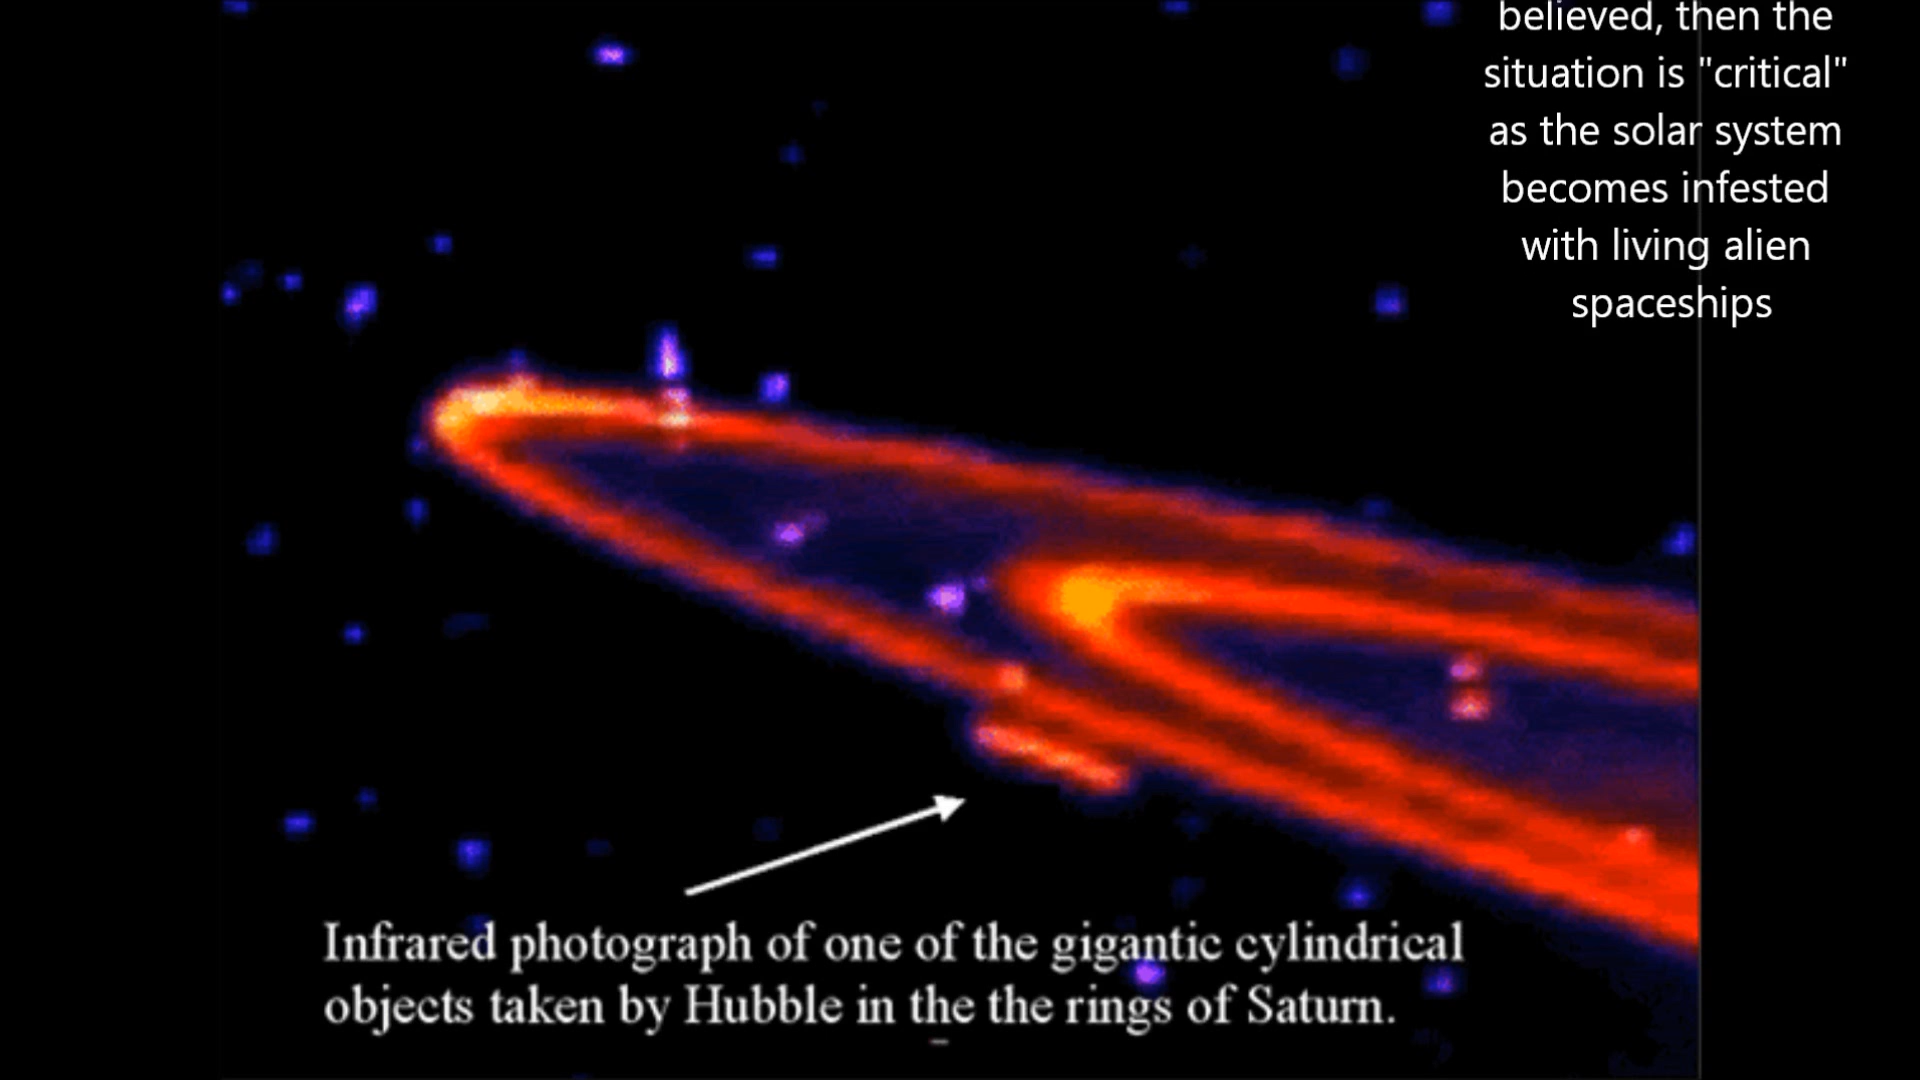 believed, then the
situation is "critical"
as the solar system
becomes infested
with living alien
spaceships
Infrared photograph of one of the gigantic cylindrical
objects taken by Hubble in the the rings of Saturn.